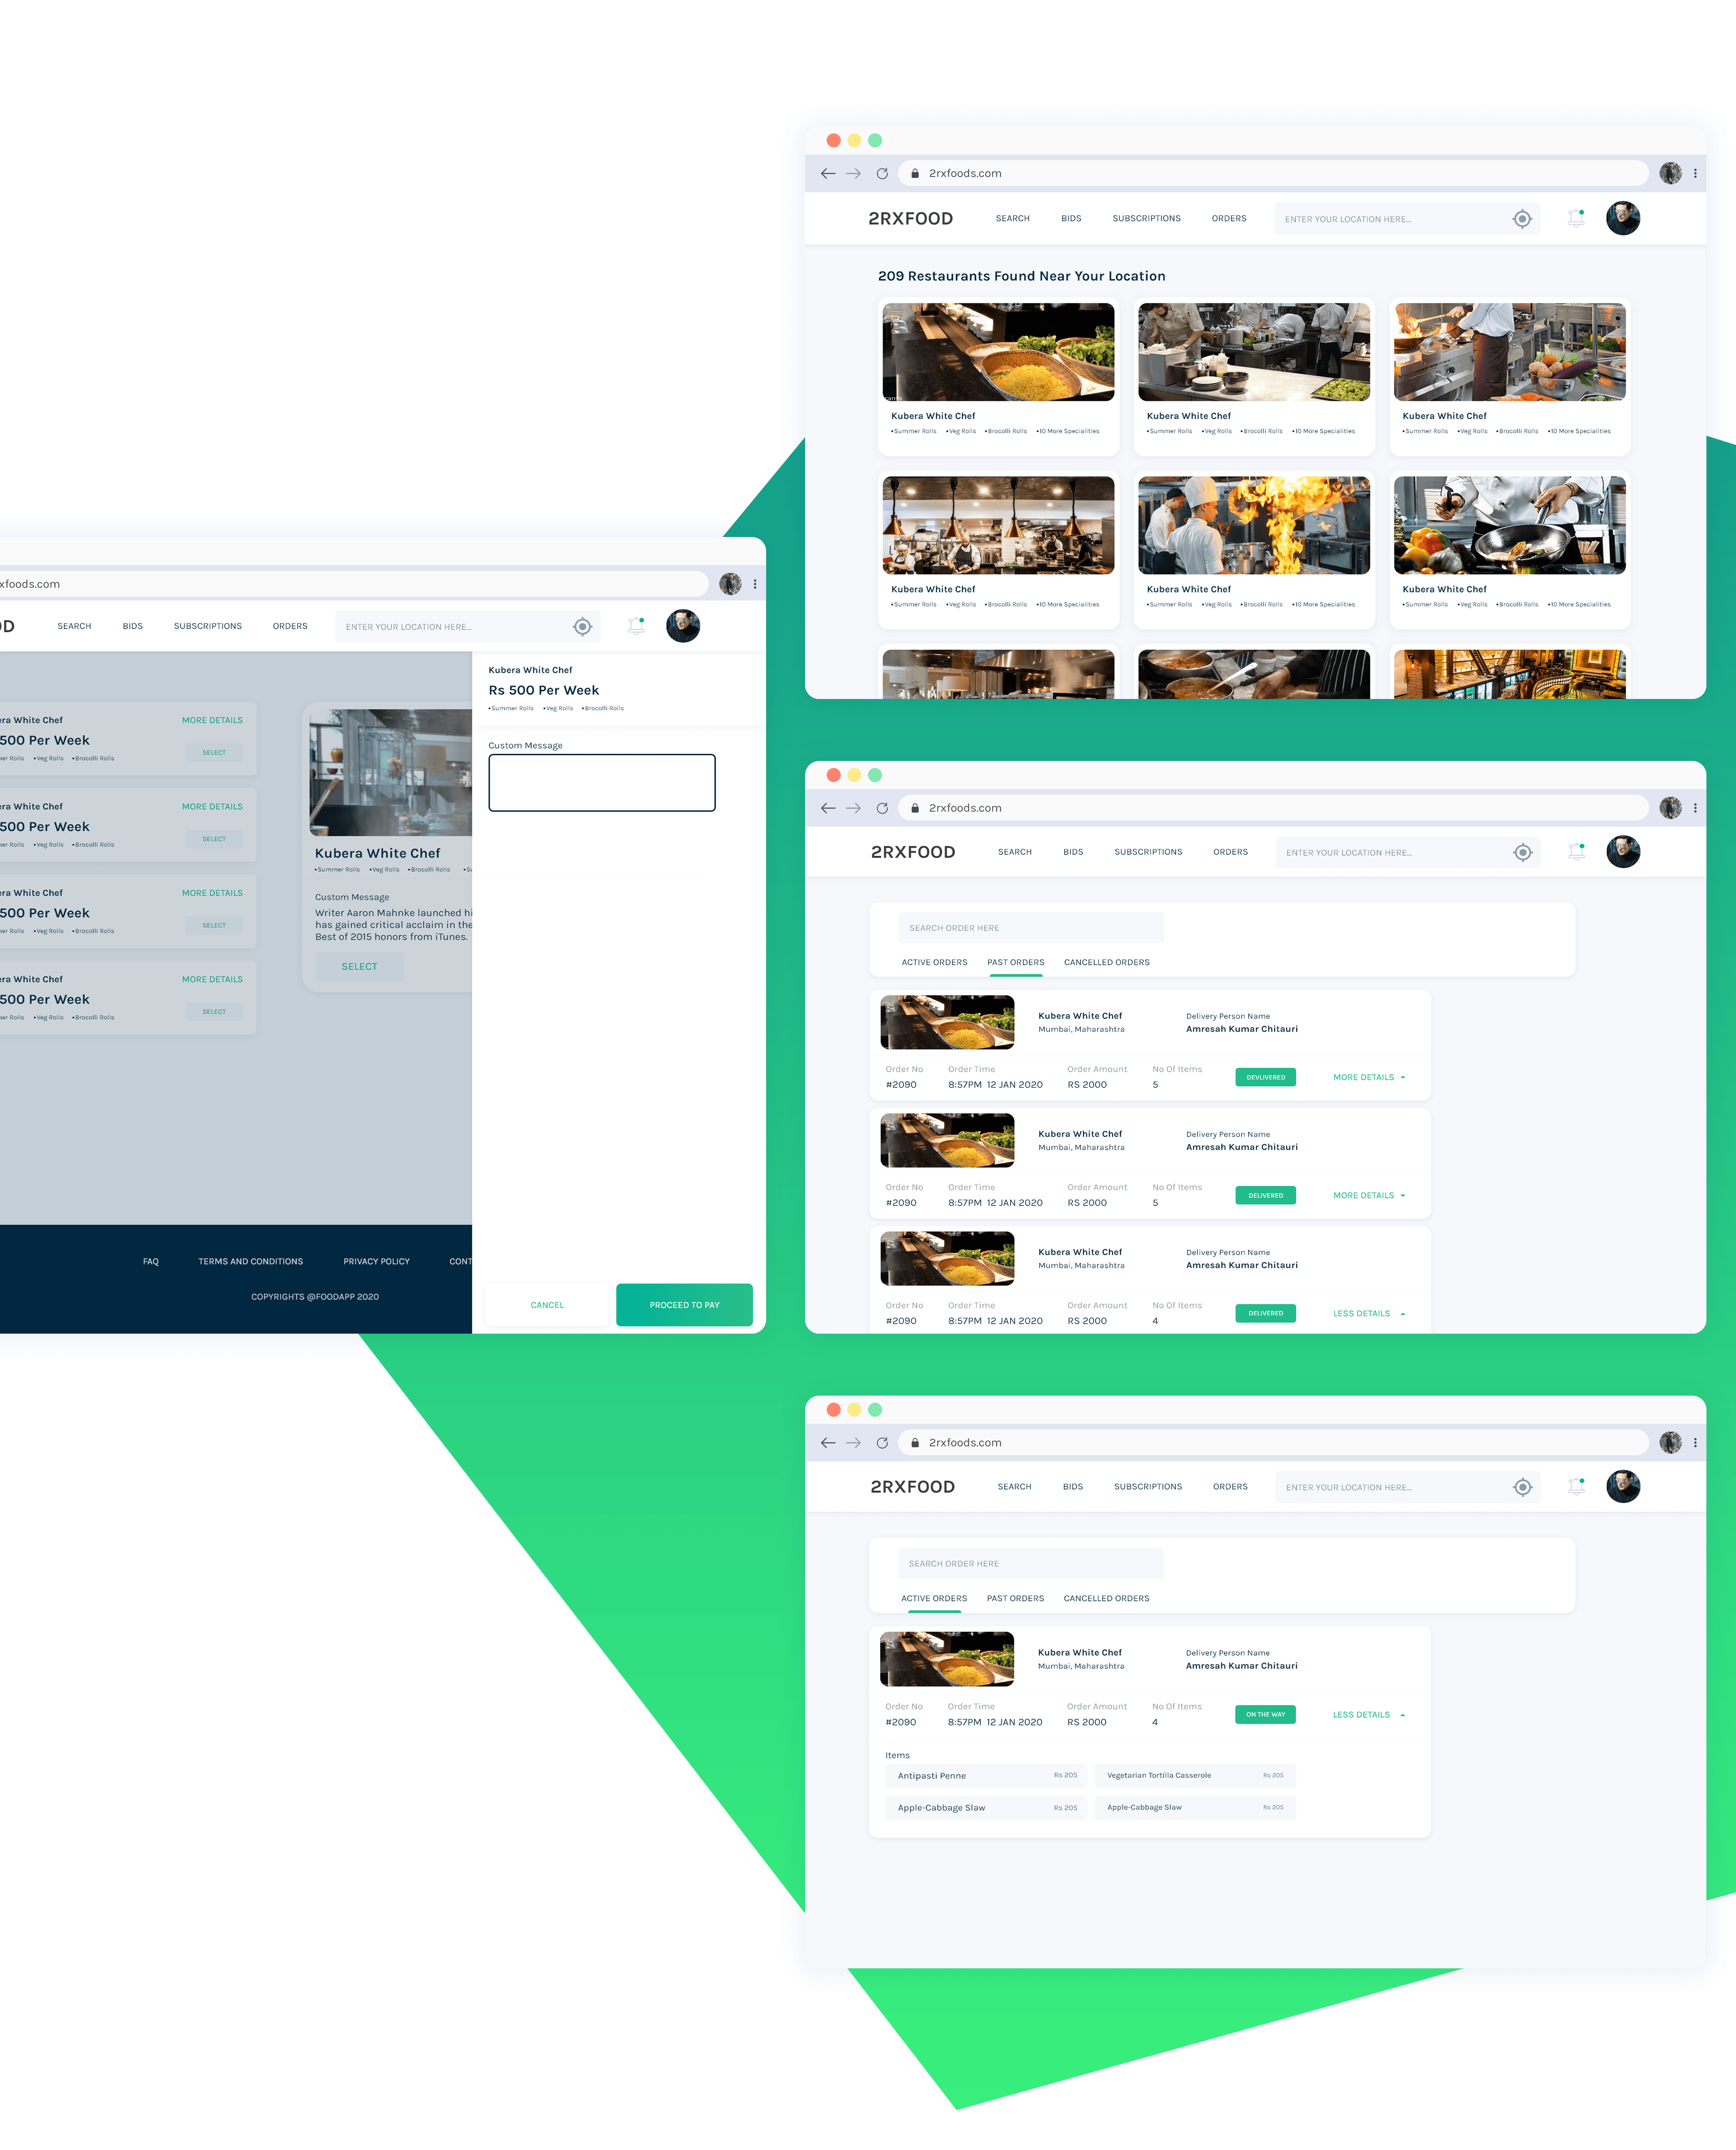 2rxfoods.com
2RXFOOD SEARCH BIDS SUBSCRIPTIONS ORDERS ENTER YOUR LOCATION HERE...
209 Restaurants Found Near Your Location
Kubera White Chef
•Summer Rolls •Veg Rolls •Brocolli Rolls •10 More Specialities
Kubera White Chef
•Summer Rolls •Veg Rolls •Brocolli Rolls •10 More Specialities
Kubera White Chef
•Summer Rolls •Veg Rolls •Brocolli Rolls •10 More Specialities
Kubera White Chef
•Summer Rolls •Veg Rolls •Brocolli Rolls •10 More Specialities
Kubera White Chef
•Summer Rolls •Veg Rolls •Brocolli Rolls •10 More Specialities
Kubera White Chef
•Summer Rolls •Veg Rolls •Brocolli Rolls •10 More Specialities
xfoods.com
OD SEARCH BIDS SUBSCRIPTIONS ORDERS ENTER YOUR LOCATION HERE...
era White Chef MORE DETAILS
500 Per Week
SELECT
mer Rolls •Veg Rolls •Brocolli Rolls
era White Chef MORE DETAILS
500 Per Week
SELECT
mer Rolls •Veg Rolls •Brocolli Rolls
era White Chef MORE DETAILS
500 Per Week
SELECT
mer Rolls •Veg Rolls •Brocolli Rolls
era White Chef MORE DETAILS
500 Per Week
SELECT
mer Rolls •Veg Rolls •Brocolli Rolls
Kubera White Chef
•Summer Rolls •Veg Rolls •Brocolli Rolls •Su
Custom Message
Writer Aaron Mahnke launched hi
has gained critical acclaim in the
Best of 2015 honors from iTunes.
SELECT
Kubera White Chef
Rs 500 Per Week
•Summer Rolls •Veg Rolls •Brocolli Rolls
Custom Message
CANCEL PROCEED TO PAY
FAQ TERMS AND CONDITIONS PRIVACY POLICY CONT
COPYRIGHTS @FOODAPP 2020
2rxfoods.com
2RXFOOD SEARCH BIDS SUBSCRIPTIONS ORDERS ENTER YOUR LOCATION HERE...
SEARCH ORDER HERE
ACTIVE ORDERS PAST ORDERS CANCELLED ORDERS
Kubera White Chef Delivery Person Name
Mumbai, Maharashtra Amresah Kumar Chitauri
Order No Order Time Order Amount No Of Items
#2090 8:57PM 12 JAN 2020 RS 2000 5 DEVLIVERED MORE DETAILS
Kubera White Chef Delivery Person Name
Mumbai, Maharashtra Amresah Kumar Chitauri
Order No Order Time Order Amount No Of Items
#2090 8:57PM 12 JAN 2020 RS 2000 5 DELIVERED MORE DETAILS
Kubera White Chef Delivery Person Name
Mumbai, Maharashtra Amresah Kumar Chitauri
Order No Order Time Order Amount No Of Items
#2090 8:57PM 12 JAN 2020 RS 2000 4 DELIVERED LESS DETAILS
2rxfoods.com
2RXFOOD SEARCH BIDS SUBSCRIPTIONS ORDERS ENTER YOUR LOCATION HERE...
SEARCH ORDER HERE
ACTIVE ORDERS PAST ORDERS CANCELLED ORDERS
Kubera White Chef Delivery Person Name
Mumbai, Maharashtra Amresah Kumar Chitauri
Order No Order Time Order Amount No Of Items
#2090 8:57PM 12 JAN 2020 RS 2000 4 ON THE WAY LESS DETAILS
Items
Antipasti Penne Rs 205 Vegetarian Tortilla Casserole Rs 205
Apple-Cabbage Slaw Rs 205 Apple-Cabbage Slaw Rs 205